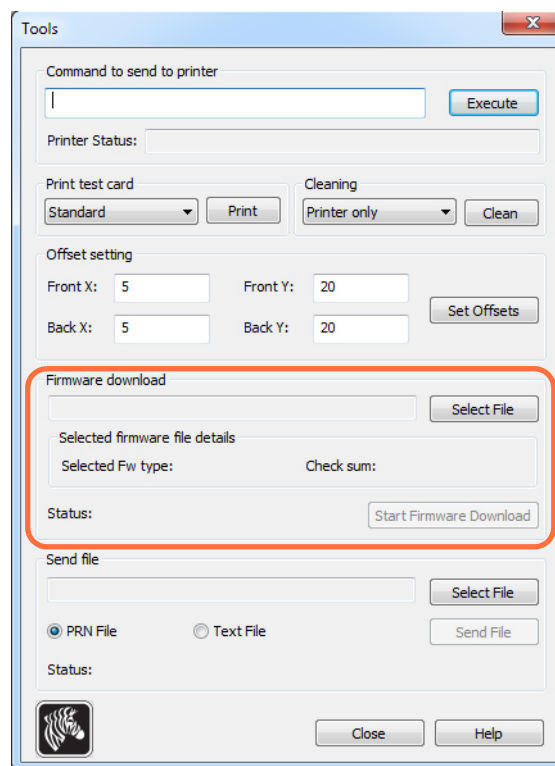 Tools
Command to send to printer
Execute
Printer Status:
Print test card
Cleaning
Standard
Print
Printer only
Clean
Offset setting
Front X: 5 Front Y: 20
Set Offsets
Back X: 5 Back Y: 20
Firmware download
Select File
Selected firmware file details
Selected Fw type: Check sum:
Status:
Start Firmware Download
Send file
Select File
PRN File Text File
Send File
Status:
Close Help